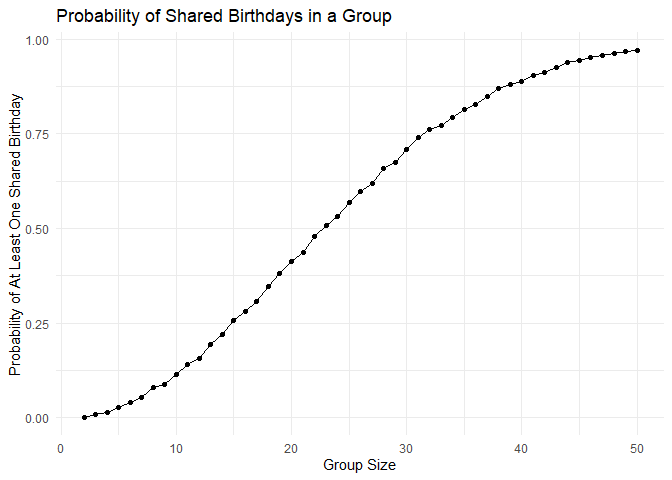 Probability of Shared Birthdays in a Group
Probability of At Least One Shared Birthday
1.00
0.75
0.50
0.25
0.00
0 10 20 30 40 50
Group Size